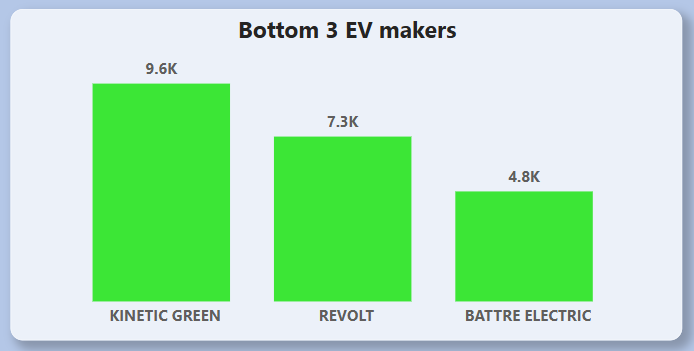 Bottom 3 EV makers
9.6K
7.3K
4.8K
KINETIC GREEN
REVOLT
BATTRE ELECTRIC